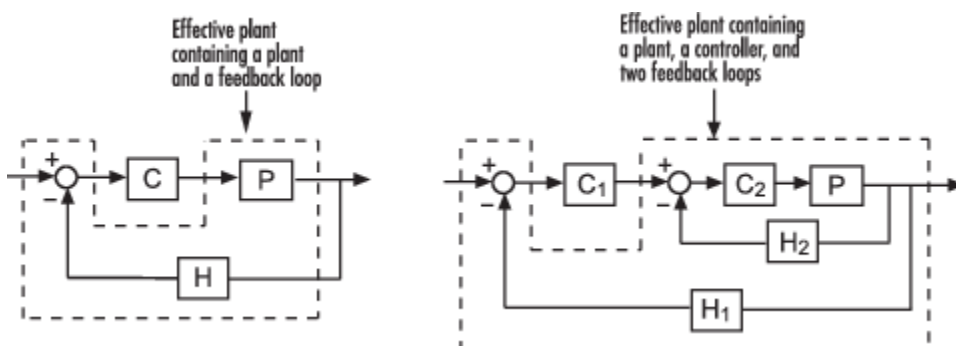 Effective plant
containing a plant
and a feedback loop
+
C
P
−
H
Effective plant containing
a plant, a controller, and
two feedback loops
+
C₁
+
C₂
P
−
−
H₂
H₁